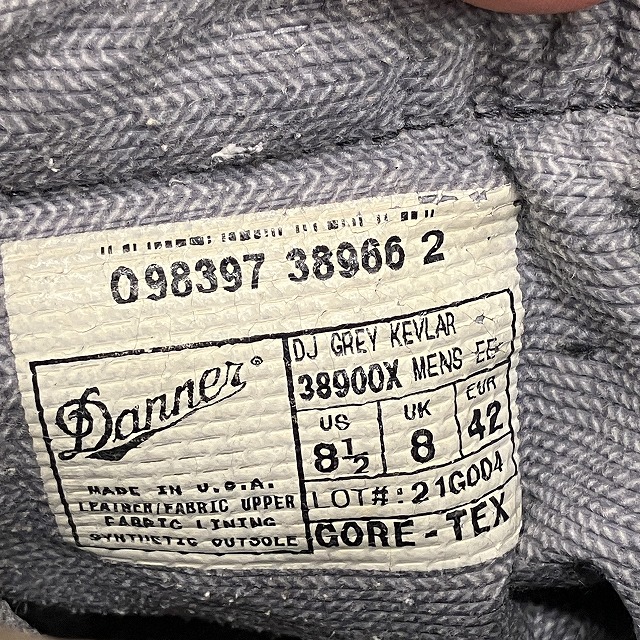 098397 38966 2
Danner®
MADE IN U.S.A.
LEATHER/FABRIC UPPER
FABRIC LINING
SYNTHETIC OUTSOLE
DJ GREY KEVLAR
38900X MENS EE
US UK EUR
8½ 8 42
LOT#:21G004
GORE-TEX